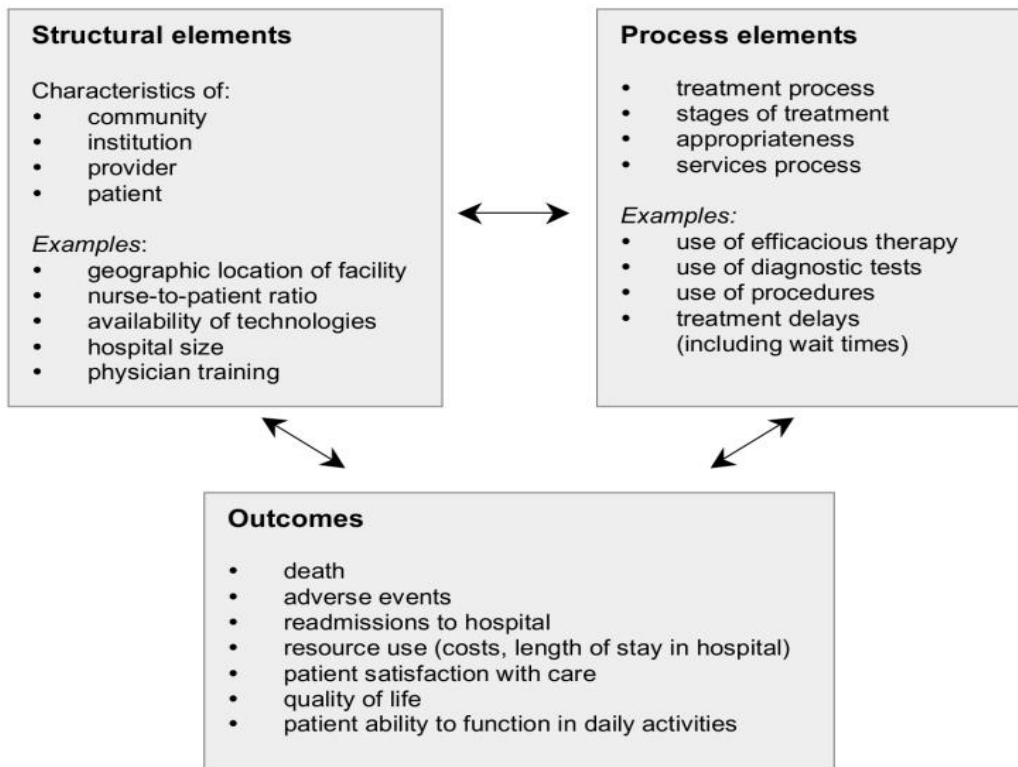 Structural elements
Characteristics of:
• community
• institution
• provider
• patient
Examples:
• geographic location of facility
• nurse-to-patient ratio
• availability of technologies
• hospital size
• physician training
Process elements
• treatment process
• stages of treatment
• appropriateness
• services process
Examples:
• use of efficacious therapy
• use of diagnostic tests
• use of procedures
• treatment delays
(including wait times)
Outcomes
• death
• adverse events
• readmissions to hospital
• resource use (costs, length of stay in hospital)
• patient satisfaction with care
• quality of life
• patient ability to function in daily activities